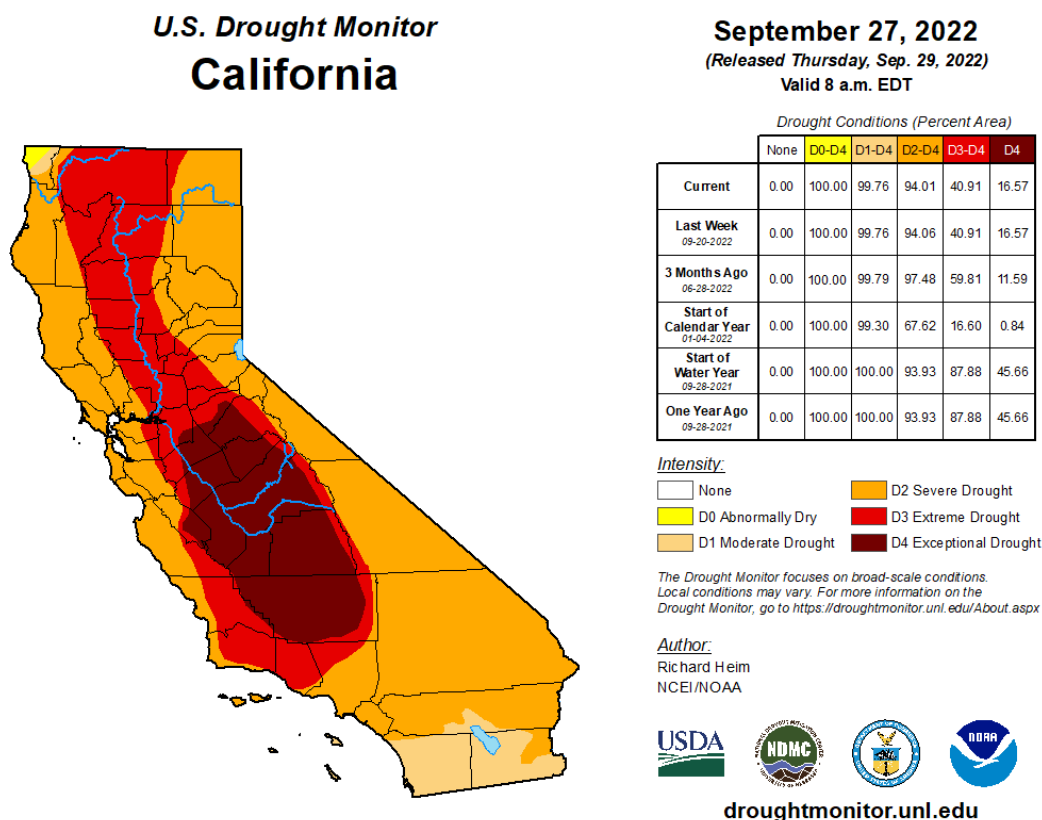 U.S. Drought Monitor
California
September 27, 2022
(Released Thursday, Sep. 29, 2022)
Valid 8 a.m. EDT
Drought Conditions (Percent Area)
None D0-D4 D1-D4 D2-D4 D3-D4 D4
Current 0.00 100.00 99.76 94.01 40.91 16.57
Last Week
09-20-2022
0.00 100.00 99.76 94.06 40.91 16.57
3 Months Ago
06-28-2022
0.00 100.00 99.79 97.48 59.81 11.59
Start of
Calendar Year
01-04-2022
0.00 100.00 99.30 67.62 16.60 0.84
Start of
Water Year
09-28-2021
0.00 100.00 100.00 93.93 87.88 45.66
One Year Ago
09-28-2021
0.00 100.00 100.00 93.93 87.88 45.66
Intensity:
None
D0 Abnormally Dry
D1 Moderate Drought
D2 Severe Drought
D3 Extreme Drought
D4 Exceptional Drought
The Drought Monitor focuses on broad-scale conditions.
Local conditions may vary. For more information on the
Drought Monitor, go to https://droughtmonitor.unl.edu/About.aspx
Author:
Richard Heim
NCEI/NOAA
USDA
NDMC
NOAA
droughtmonitor.unl.edu